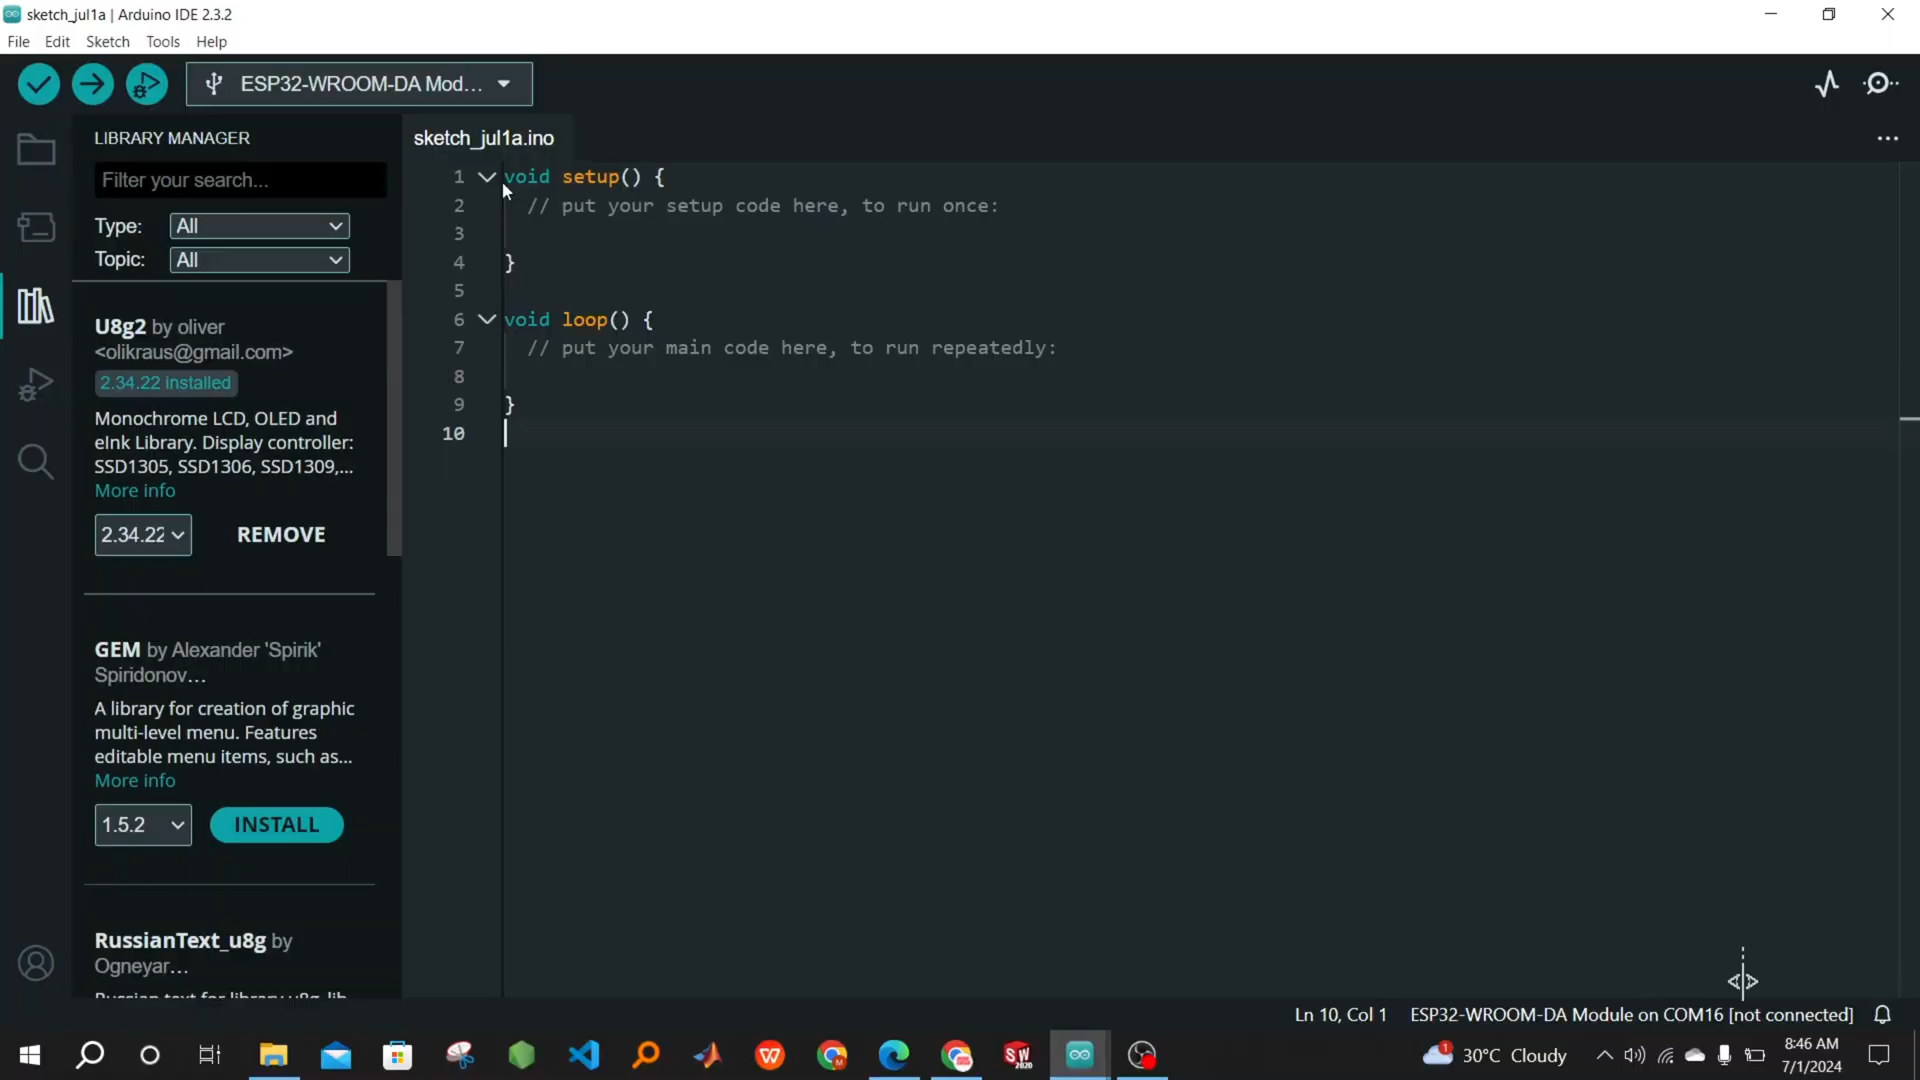 sketch_jul1a | Arduino IDE 2.3.2
File Edit Sketch Tools Help
ESP32-WROOM-DA Mod...
LIBRARY MANAGER
Filter your search...
Type: All
Topic: All
U8g2 by oliver
<olikraus@gmail.com>
2.34.22 installed
Monochrome LCD, OLED and
eInk Library. Display controller:
SSD1305, SSD1306, SSD1309,...
More info
2.34.22 REMOVE
GEM by Alexander 'Spirik'
Spiridonov...
A library for creation of graphic
multi-level menu. Features
editable menu items, such as...
More info
1.5.2 INSTALL
RussianText_u8g by
Ogneyar...
sketch_jul1a.ino
1 void setup() {
2 // put your setup code here, to run once:
3
4 }
5
6 void loop() {
7 // put your main code here, to run repeatedly:
8
9 }
10
Ln 10, Col 1 ESP32-WROOM-DA Module on COM16 [not connected]
W
M
SW
2020
1 30°C Cloudy
8:46 AM
7/1/2024